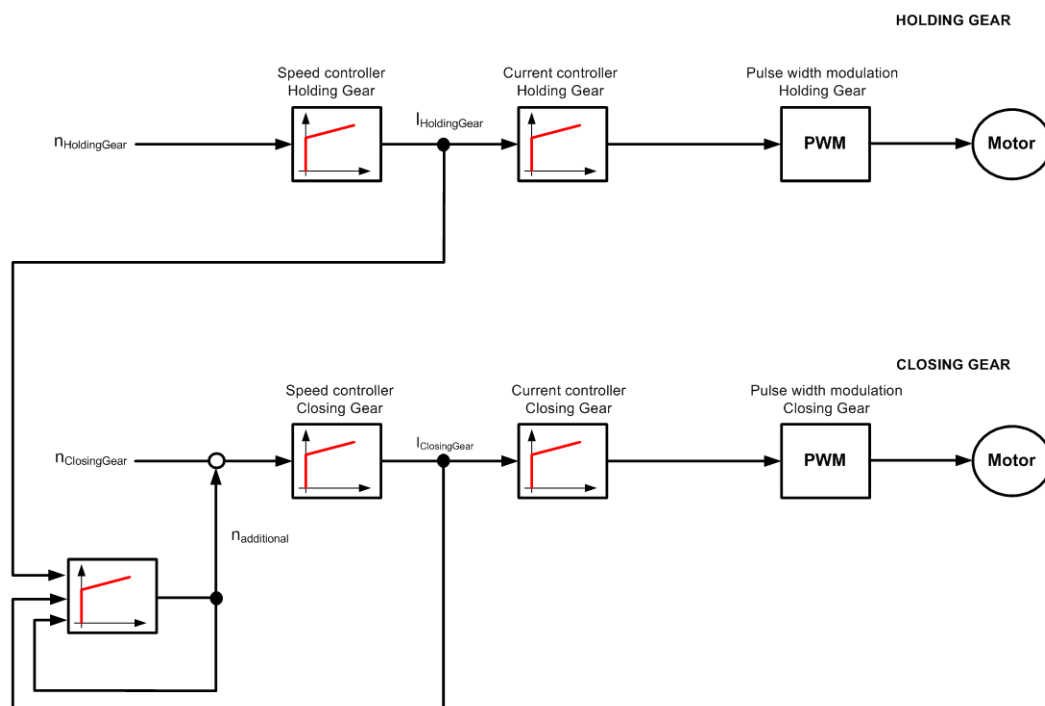 HOLDING GEAR
Speed controller
Holding Gear
Current controller
Holding Gear
Pulse width modulation
Holding Gear
nHoldingGear
IHoldingGear
PWM
Motor
CLOSING GEAR
Speed controller
Closing Gear
Current controller
Closing Gear
Pulse width modulation
Closing Gear
nClosingGear
IClosingGear
PWM
Motor
nadditional